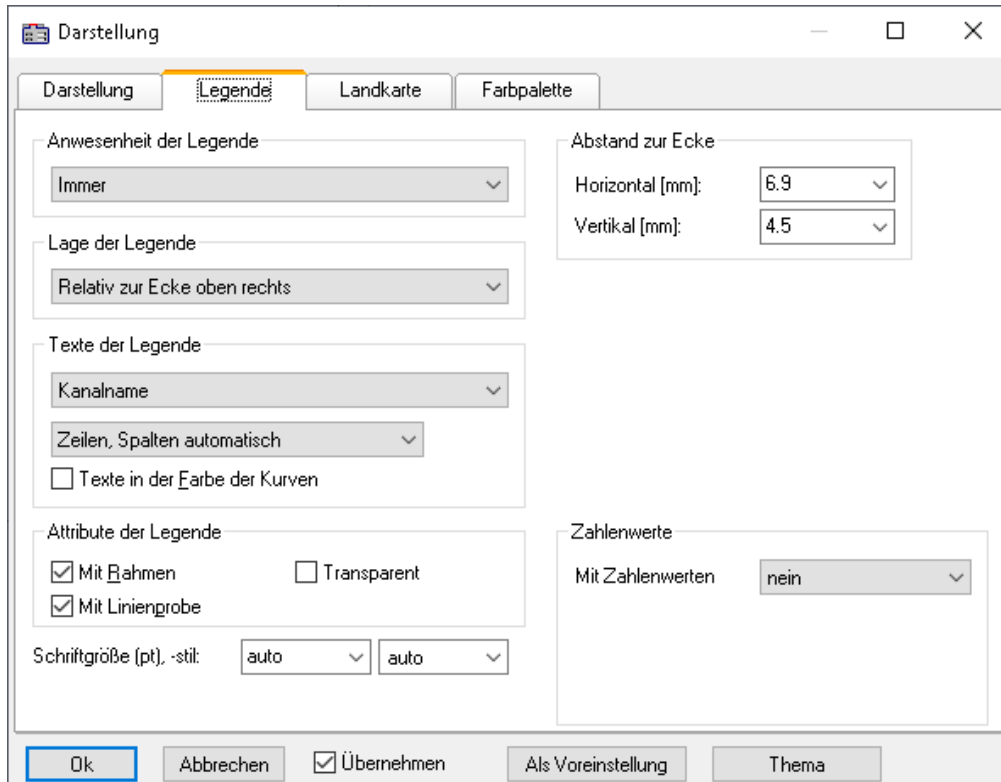 Darstellung
Darstellung Legende Landkarte Farbpalette
Anwesenheit der Legende
Immer
Lage der Legende
Relativ zur Ecke oben rechts
Texte der Legende
Kanalname
Zeilen, Spalten automatisch
Texte in der Farbe der Kurven
Attribute der Legende
Mit Rahmen Transparent
Mit Linienprobe
Schriftgröße (pt), -stil: auto auto
Abstand zur Ecke
Horizontal [mm]: 6.9
Vertikal [mm]: 4.5
Zahlenwerte
Mit Zahlenwerten nein
Ok Abbrechen Übernehmen Als Voreinstellung Thema